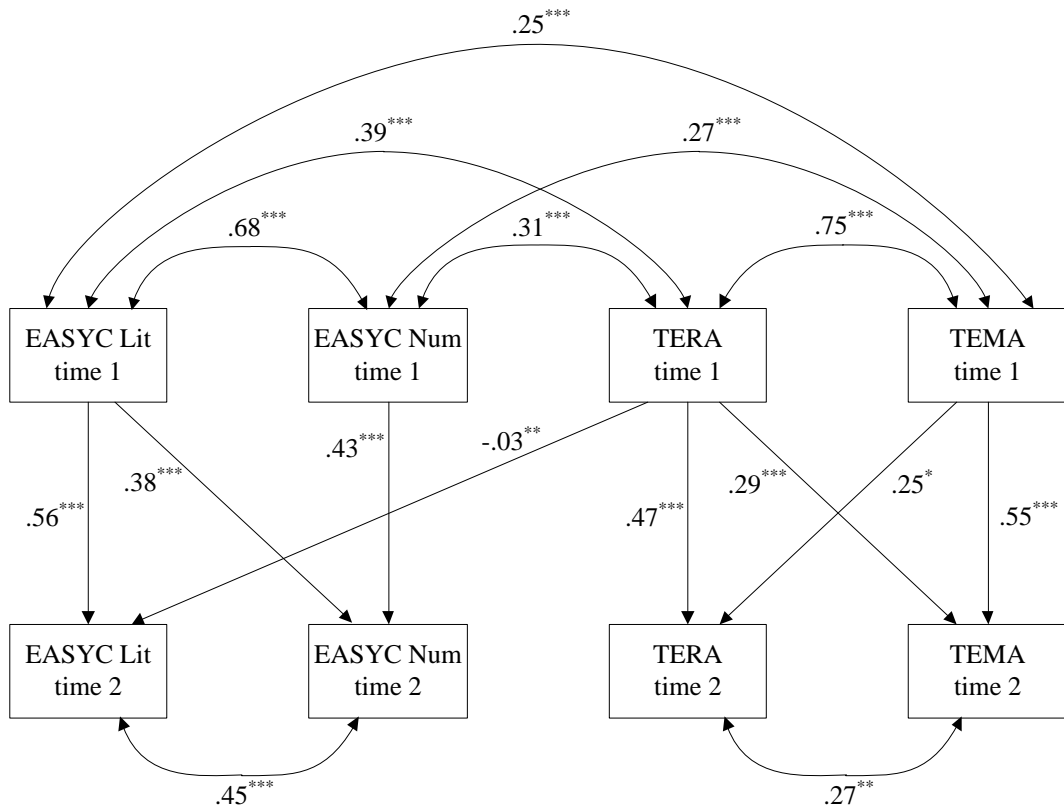 .25***
.39***
.27***
.68***
.31***
.75***
EASYC Lit
time 1
EASYC Num
time 1
TERA
time 1
TEMA
time 1
.56***
.38***
.43***
-.03**
.47***
.29***
.25*
.55***
EASYC Lit
time 2
EASYC Num
time 2
TERA
time 2
TEMA
time 2
.45***
.27**